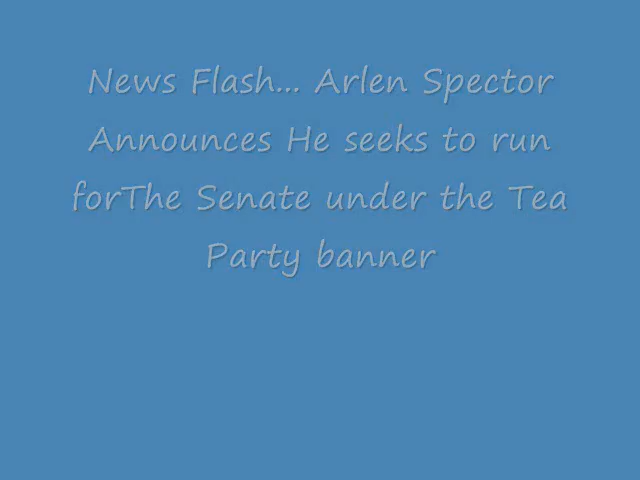 News Flash... Arlen Spector
Announces He seeks to run
forThe Senate under the Tea
Party banner